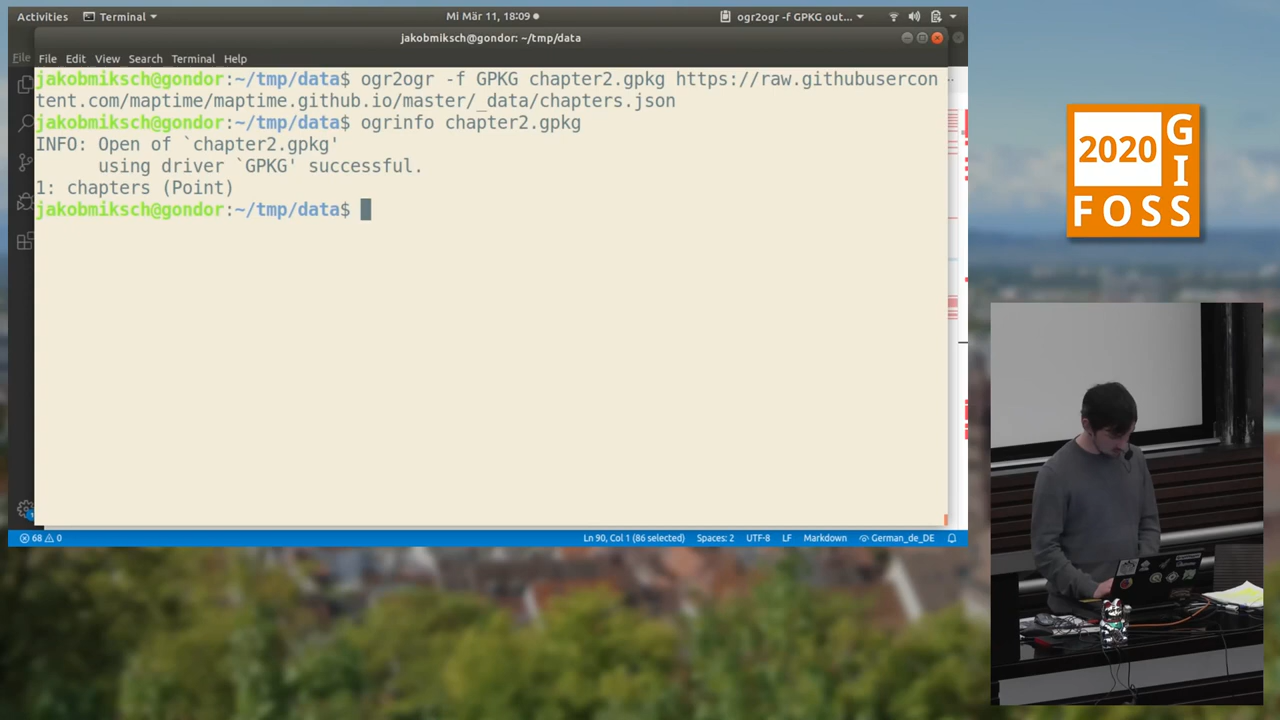 Activities
Terminal
Mi Mär 11, 18:09
ogr2ogr -f GPKG out...
jakobmiksch@gondor: ~/tmp/data
File
File Edit View Search Terminal Help
jakobmiksch@gondor:~/tmp/data$ ogr2ogr -f GPKG chapter2.gpkg https://raw.githubusercon
tent.com/maptime/maptime.github.io/master/_data/chapters.json
jakobmiksch@gondor:~/tmp/data$ ogrinfo chapter2.gpkg
INFO: Open of `chapter2.gpkg'
using driver `GPKG' successful.
1: chapters (Point)
jakobmiksch@gondor:~/tmp/data$
68 0
Ln 90, Col 1 (86 selected)
Spaces: 2
UTF-8
LF
Markdown
German_de_DE
2020
GIS
FOSS